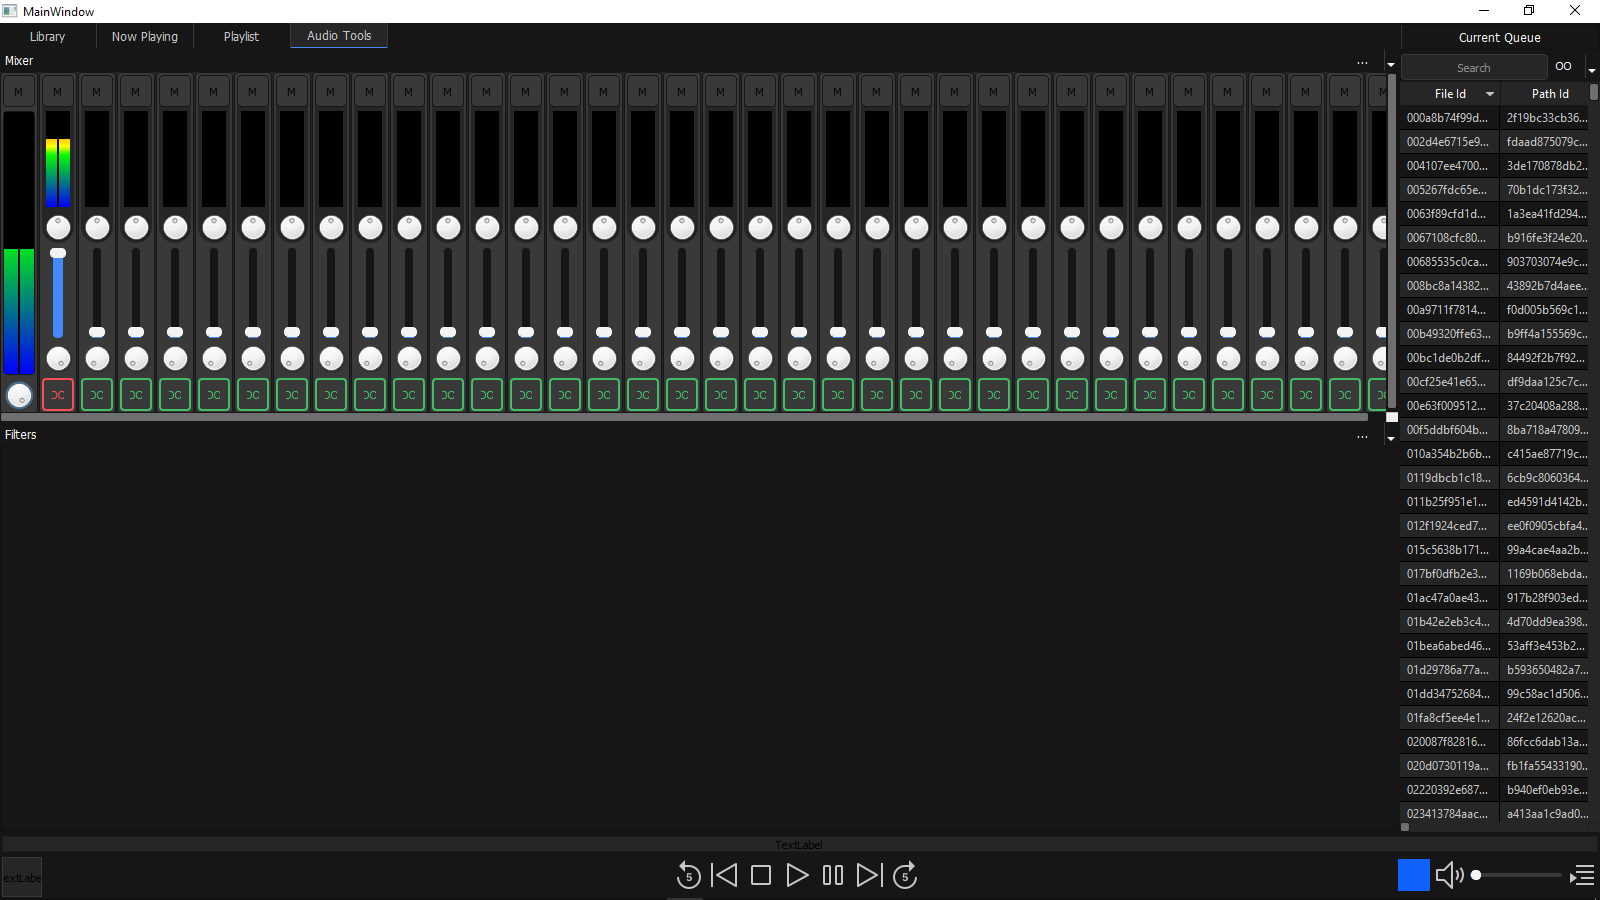 MainWindow
Library Now Playing Playlist Audio Tools Current Queue
Mixer ...
Search
File Id Path Id
M M M M M M M M M M M M M M M M M M M M M M M M M M M M M M M M M M M M
000a8b74f99d... 2f19bc33cb36...
002d4e6715e9... fdaad875079c...
004107ee4700... 3de170878db2...
005267fdc65e... 70b1dc173f32...
0063f89cfd1d... 1a3ea41fd294...
0067108cfc80... b916fe3f24e20...
00685535c0ca... 903703074e9c...
008bc8a14382... 43892b7d4aee...
00a9711f7814... f0d005b569c1...
00b49320ffe63... b9ff4a155569c...
00bc1de0b2df... 84492f2b7f92...
00cf25e41e65... df9daa125c7c...
00e63f009512... 37c20408a288...
00f5ddbf604b... 8ba718a47809...
Filters ...
010a354b2b6b... c415ae87719c...
0119dbcb1c18... 6cb9c8060364...
011b25f951e1... ed4591d4142b...
012f1924ced7... ee0f0905cbfa4...
015c5638b171... 99a4cae4aa2b...
017bf0dfb2e3... 1169b068ebda...
01ac47a0ae43... 917b28f903ed...
01b42e2eb3c4... 4d70dd9ea398...
01bea6abed46... 53aff3e453b2...
01d29786a77a... b593650482a7...
01dd34752684... 99c58ac1d506...
01fa8cf5ee4e1... 24f2e12620ac...
020087f82816... 86fcc6dab13a...
020d0730119a... fb1fa55433190...
02220392e687... b940ef0eb93e...
023413784aac... a413aa1c9ad0...
TextLabel
extLabe
5 5